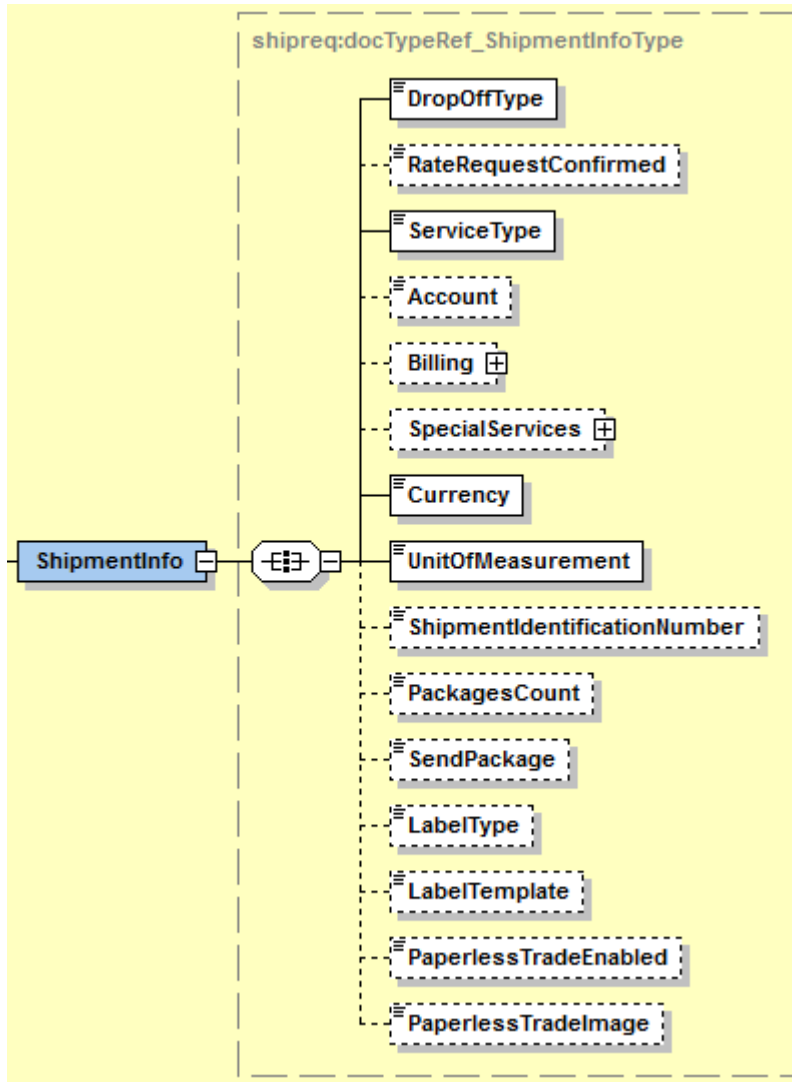 shipreq:docTypeRef_ShipmentInfoType
DropOffType
RateRequestConfirmed
ServiceType
Account
Billing
SpecialServices
Currency
ShipmentInfo
UnitOfMeasurement
ShipmentIdentificationNumber
PackagesCount
SendPackage
LabelType
LabelTemplate
PaperlessTradeEnabled
PaperlessTradeImage